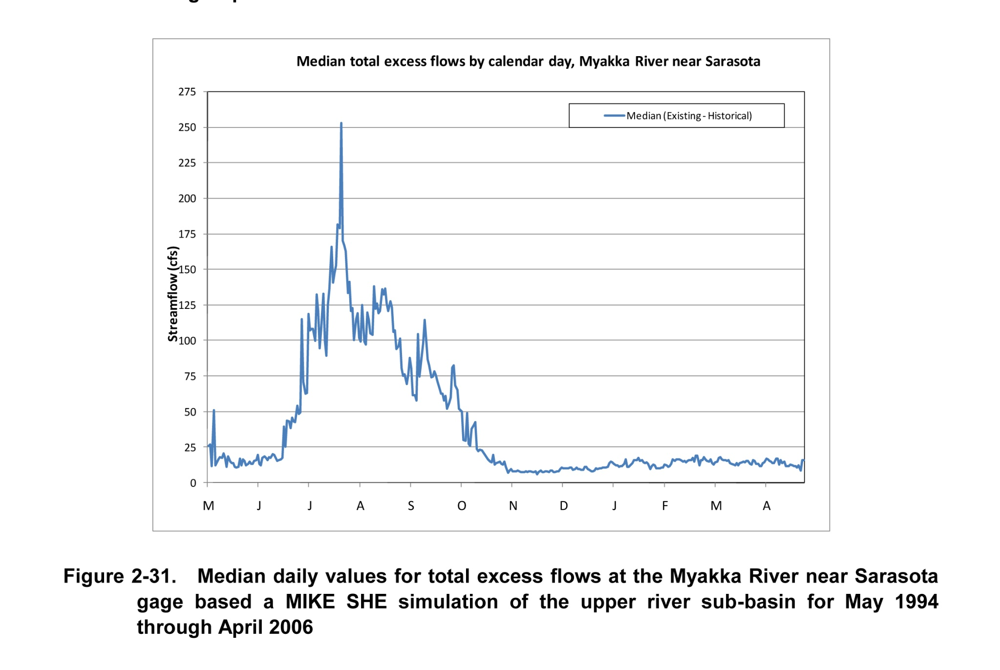 Median total excess flows by calendar day, Myakka River near Sarasota
275
Median (Existing - Historical)
250
225
200
175
150
125
100
75
50
25
0
Streamflow (cfs)
M J J A S O N D J F M A
Figure 2-31. Median daily values for total excess flows at the Myakka River near Sarasota
gage based a MIKE SHE simulation of the upper river sub-basin for May 1994
through April 2006